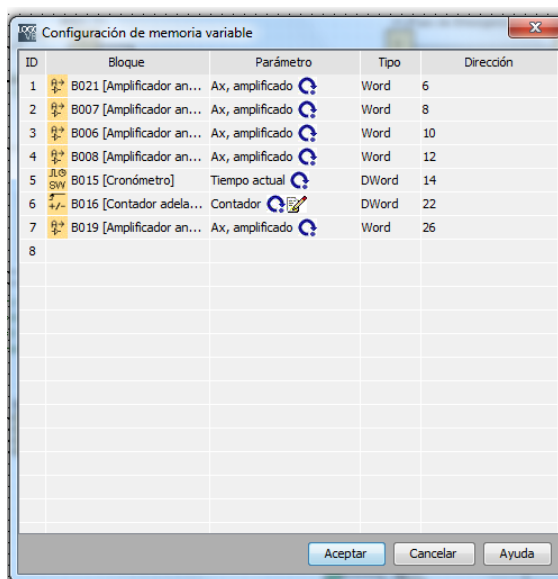 Configuración de memoria variable
ID Bloque Parámetro Tipo Dirección
1 B021 [Amplificador an... Ax, amplificado Word 6
2 B007 [Amplificador an... Ax, amplificado Word 8
3 B006 [Amplificador an... Ax, amplificado Word 10
4 B008 [Amplificador an... Ax, amplificado Word 12
5 B015 [Cronómetro] Tiempo actual DWord 14
6 +/- B016 [Contador adela... Contador DWord 22
7 B019 [Amplificador an... Ax, amplificado Word 26
8
Aceptar Cancelar Ayuda